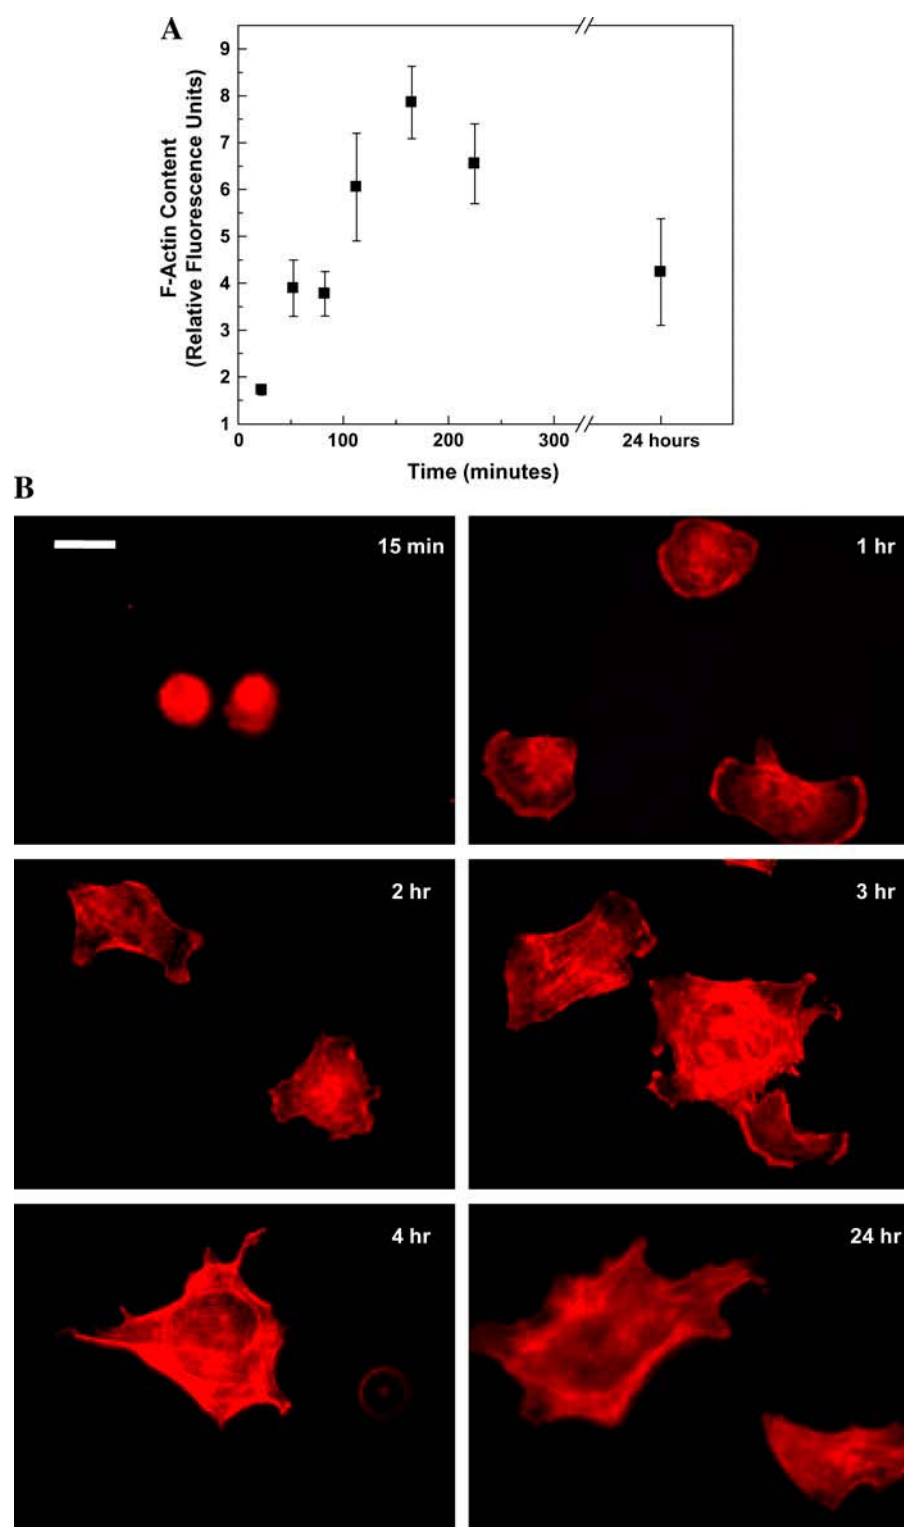 A
F-Actin Content
(Relative Fluorescence Units)
9
8
7
6
5
4
3
2
1
0 100 200 300 24 hours
Time (minutes)
B
15 min
1 hr
2 hr
3 hr
4 hr
24 hr